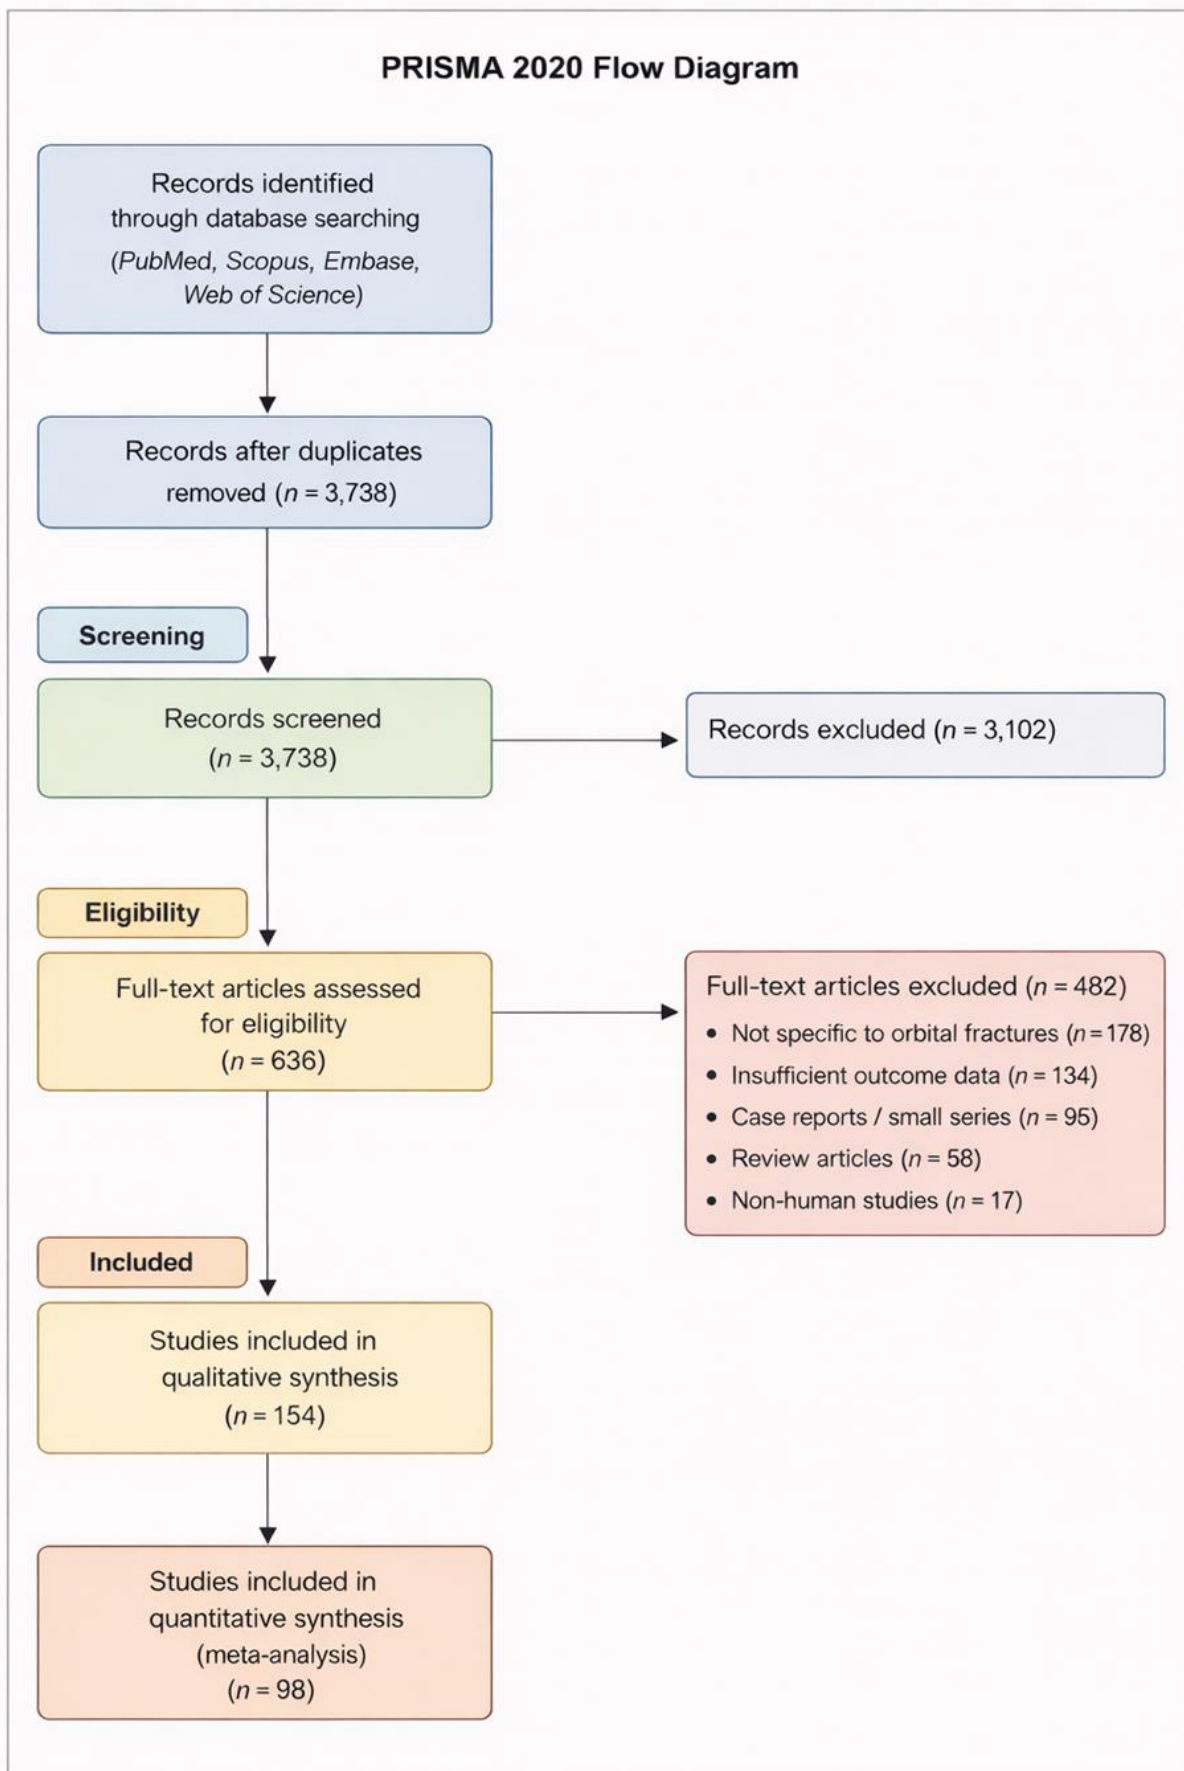 PRISMA 2020 Flow Diagram
Records identified
through database searching
(PubMed, Scopus, Embase,
Web of Science)
Records after duplicates
removed (n = 3,738)
Screening
Records screened
(n = 3,738)
Records excluded (n = 3,102)
Eligibility
Full-text articles assessed
for eligibility
(n = 636)
Full-text articles excluded (n = 482)
• Not specific to orbital fractures (n = 178)
• Insufficient outcome data (n = 134)
• Case reports / small series (n = 95)
• Review articles (n = 58)
• Non-human studies (n = 17)
Included
Studies included in
qualitative synthesis
(n = 154)
Studies included in
quantitative synthesis
(meta-analysis)
(n = 98)